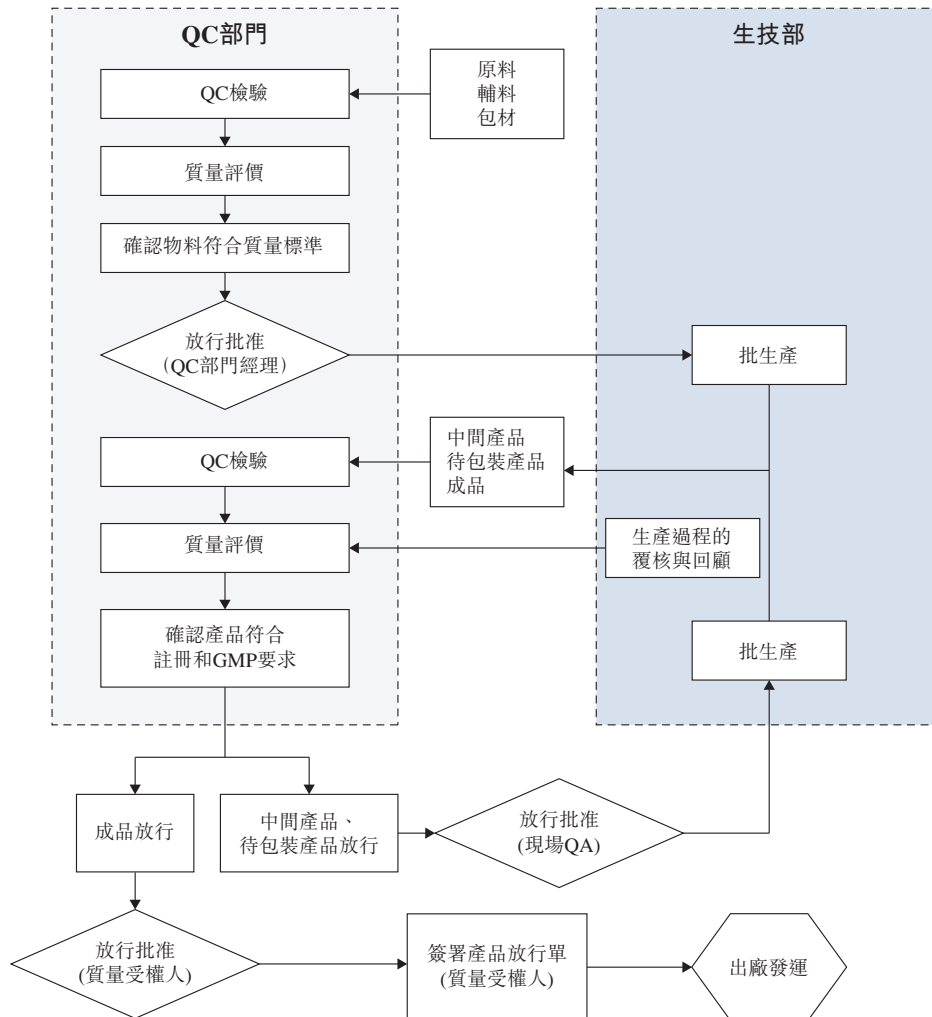 QC部門
生技部
QC檢驗
原料
輔料
包材
質量評價
確認物料符合質量標準
放行批准
（QC部門經理）
批生產
QC檢驗
中間產品
待包裝產品
成品
質量評價
生產過程的
覆核與回顧
確認產品符合
註冊和GMP要求
批生產
成品放行
中間產品、
待包裝產品放行
放行批准
(現場QA)
放行批准
(質量受權人)
簽署產品放行單
(質量受權人)
出廠發運